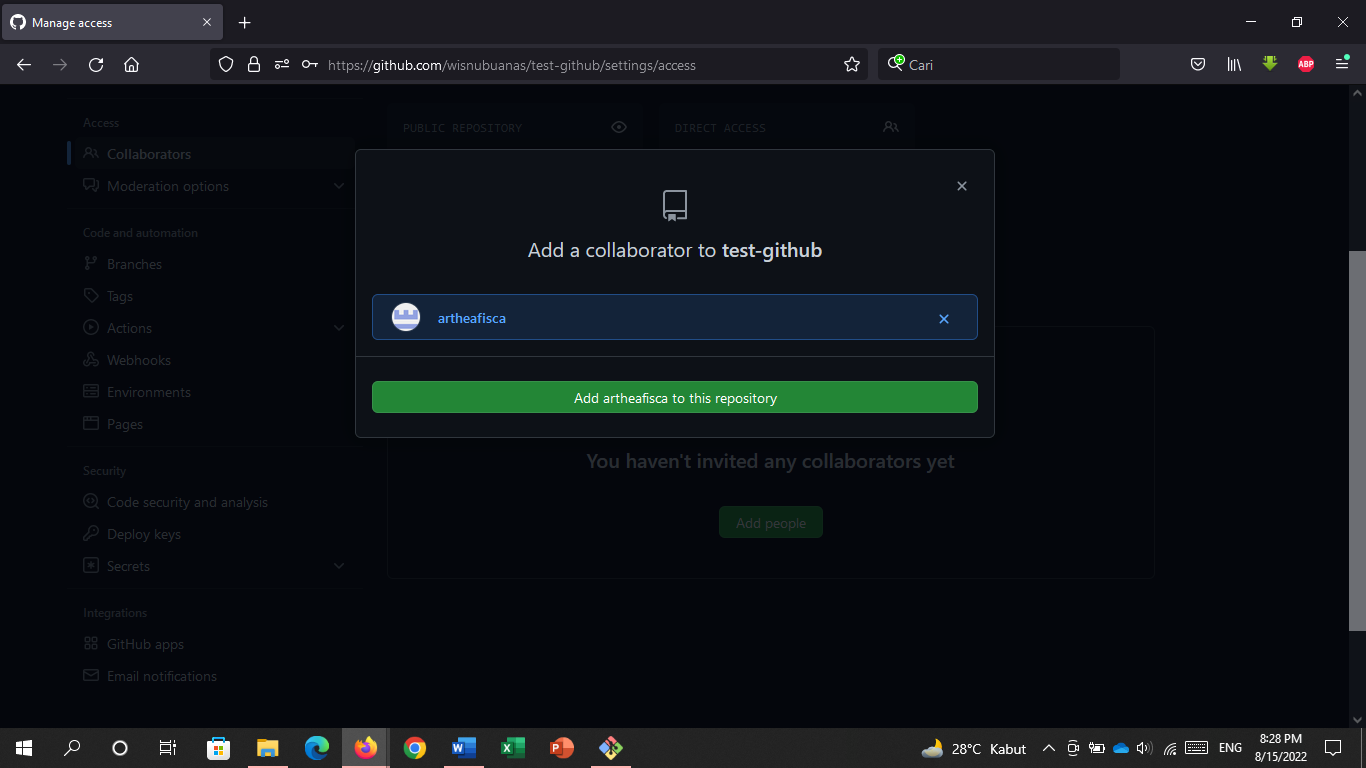 Manage access
https://github.com/wisnubuanas/test-github/settings/access
Cari
ABP
Access
Collaborators
Moderation options
Code and automation
Branches
Tags
Actions
Webhooks
Environments
Pages
Security
Code security and analysis
Deploy keys
Secrets
Integrations
GitHub apps
Email notifications
PUBLIC REPOSITORY
DIRECT ACCESS
Add a collaborator to test-github
artheafisca
Add artheafisca to this repository
You haven't invited any collaborators yet
Add people
28°C Kabut
ENG
8:28 PM
8/15/2022